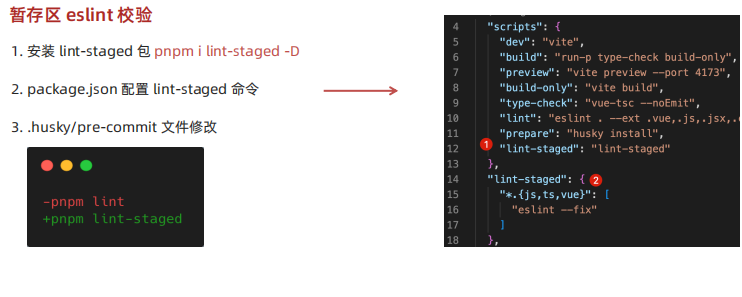 暂存区 eslint 校验
1. 安装 lint-staged 包 pnpm i lint-staged -D
2. package.json 配置 lint-staged 命令
3. .husky/pre-commit 文件修改
-pnpm lint
+pnpm lint-staged
4 "scripts": {
5 "dev": "vite",
6 "build": "run-p type-check build-only",
7 "preview": "vite preview --port 4173",
8 "build-only": "vite build",
9 "type-check": "vue-tsc --noEmit",
10 "lint": "eslint . --ext .vue,.js,.jsx,.
11 "prepare": "husky install",
12 1 "lint-staged": "lint-staged"
13 },
14 "lint-staged": { 2
15 "*.{js,ts,vue}": [
16 "eslint --fix"
17 ]
18 },